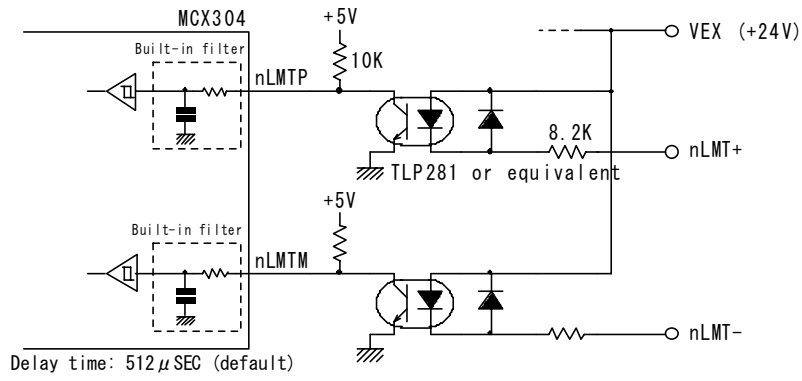 MCX304
+5V
VEX (+24V)
Built-in filter
10K
nLMTP
8.2K
nLMT+
TLP281 or equivalent
+5V
Built-in filter
nLMTM
nLMT-
Delay time: 512μSEC (default)